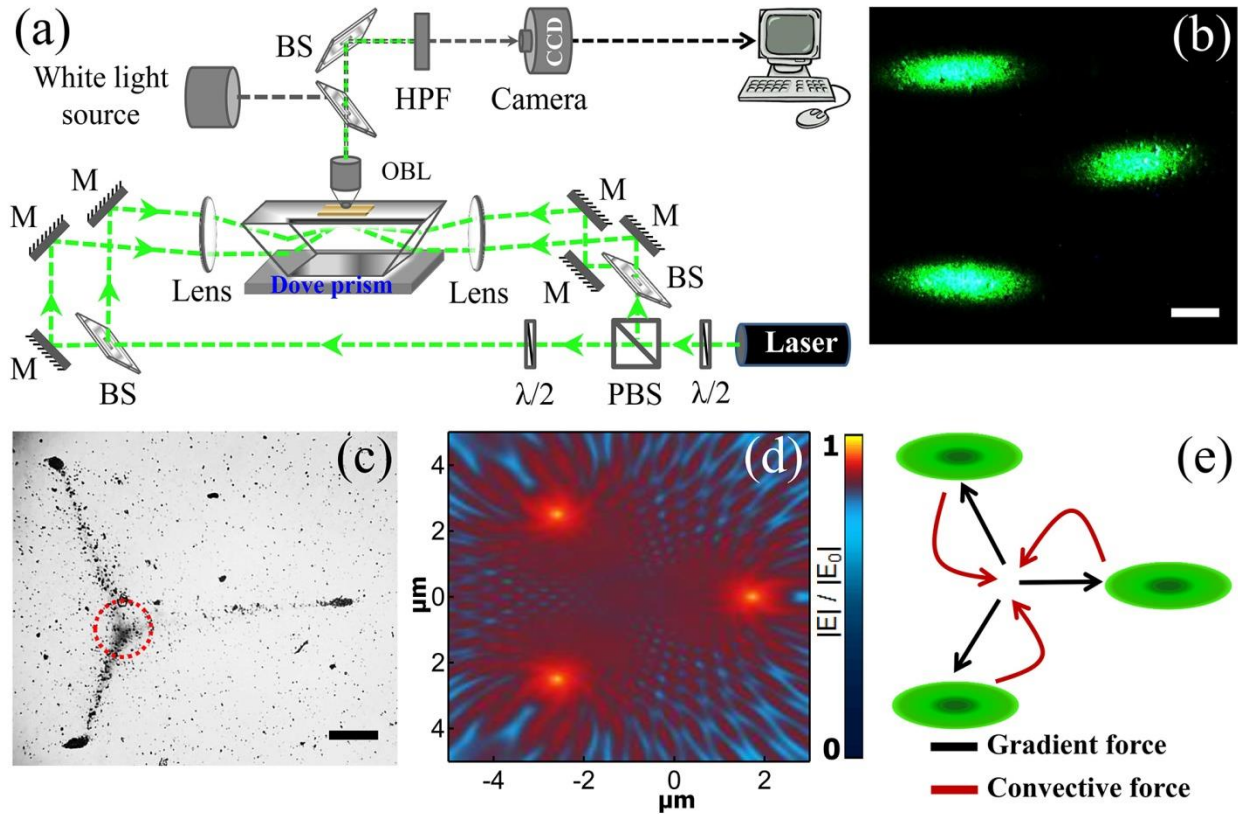 (a)
BS
White light
source
HPF
CCD
Camera
OBL
M
M
M
M
Lens
Dove prism
Lens
M
BS
M
BS
λ/2
PBS
λ/2
Laser
(b)
(c)
(d)
4
2
0
2
4
µm
-4
-2
0
2
µm
1
|E| / |E₀|
0
(e)
Gradient force
Convective force